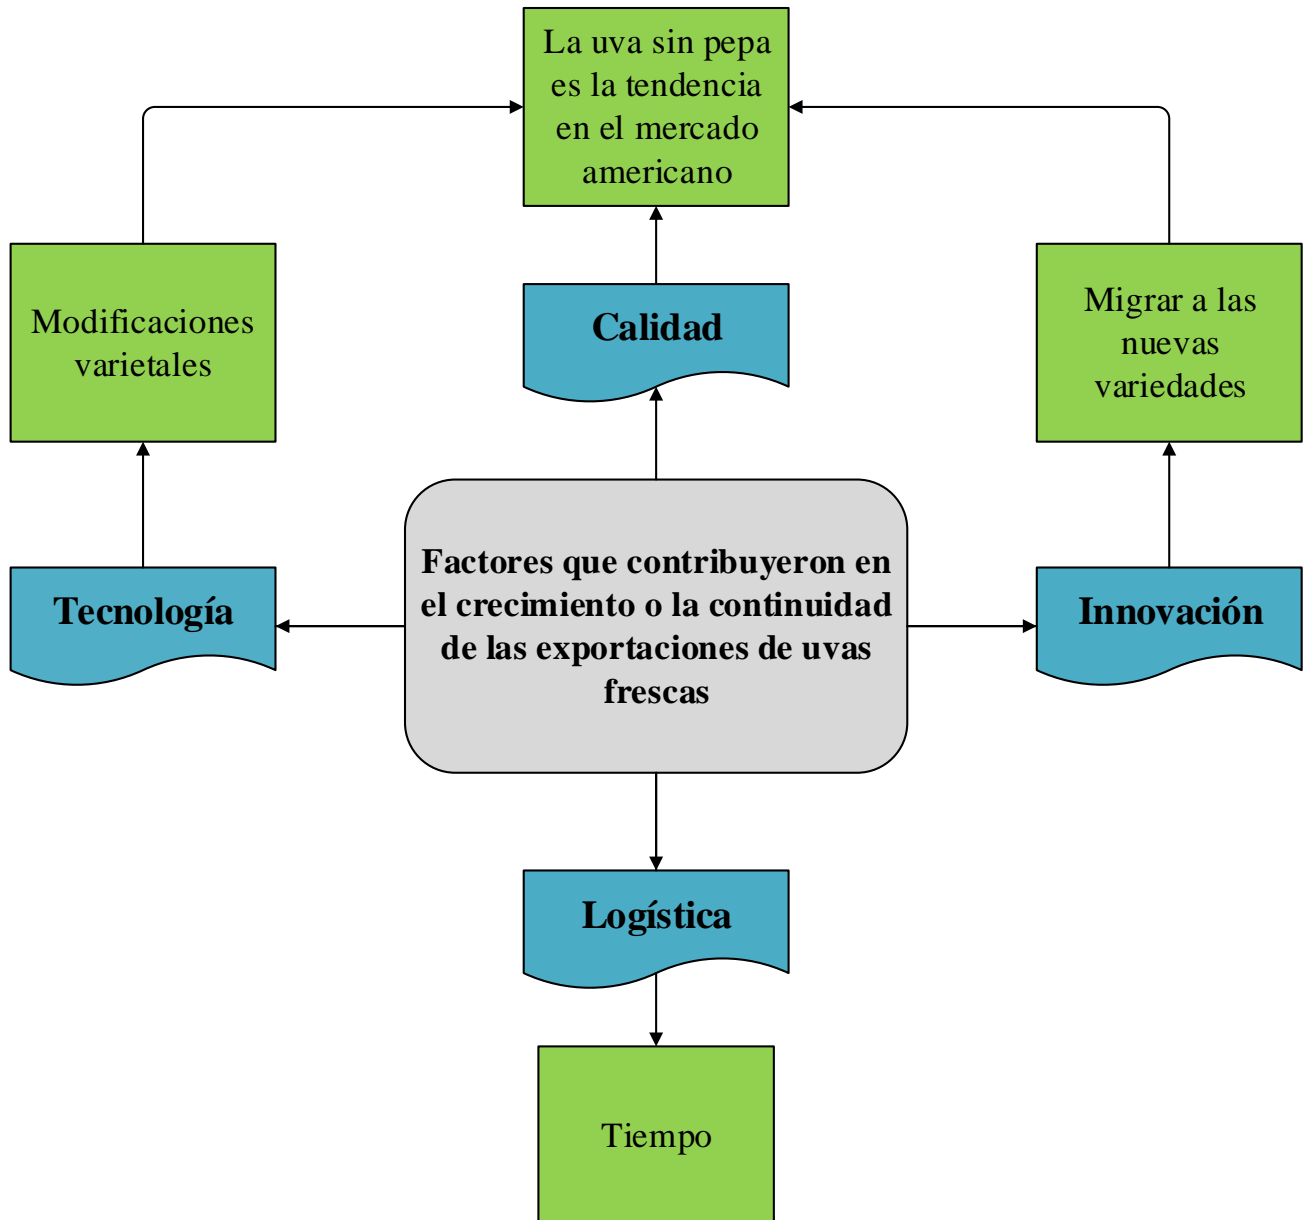 La uva sin pepa
es la tendencia
en el mercado
americano
Modificaciones
varietales
Calidad
Migrar a las
nuevas
variedades
Factores que contribuyeron en
el crecimiento o la continuidad
de las exportaciones de uvas
frescas
Tecnología
Innovación
Logística
Tiempo